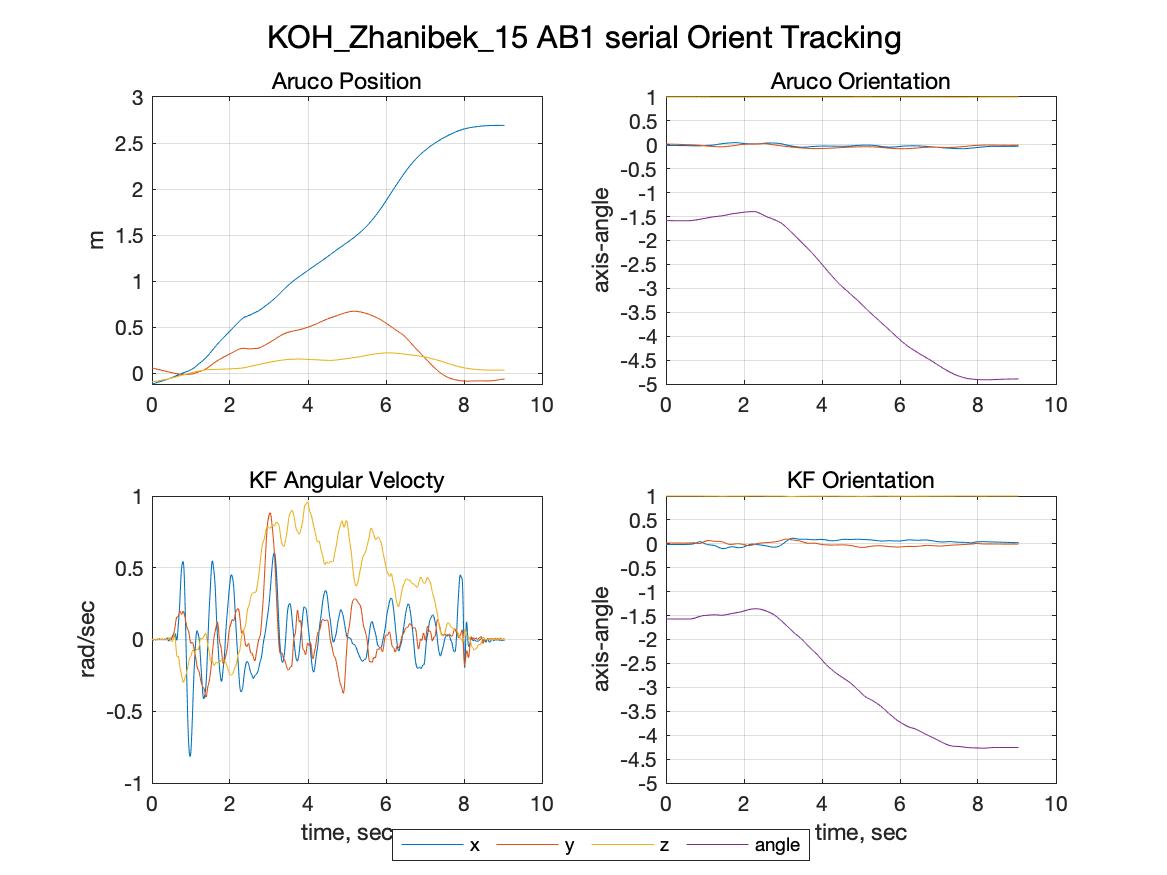 KOH_Zhanibek_15 AB1 serial Orient Tracking
Aruco Position
3
2.5
2
1.5
1
0.5
0
m
0 2 4 6 8 10
Aruco Orientation
1
0.5
0
-0.5
-1
-1.5
-2
-2.5
-3
-3.5
-4
-4.5
-5
axis-angle
0 2 4 6 8 10
KF Angular Velocty
1
0.5
0
-0.5
-1
rad/sec
0 2 4 6 8 10
time, sec
KF Orientation
1
0.5
0
-0.5
-1
-1.5
-2
-2.5
-3
-3.5
-4
-4.5
-5
axis-angle
0 2 4 6 8 10
time, sec
x y z angle